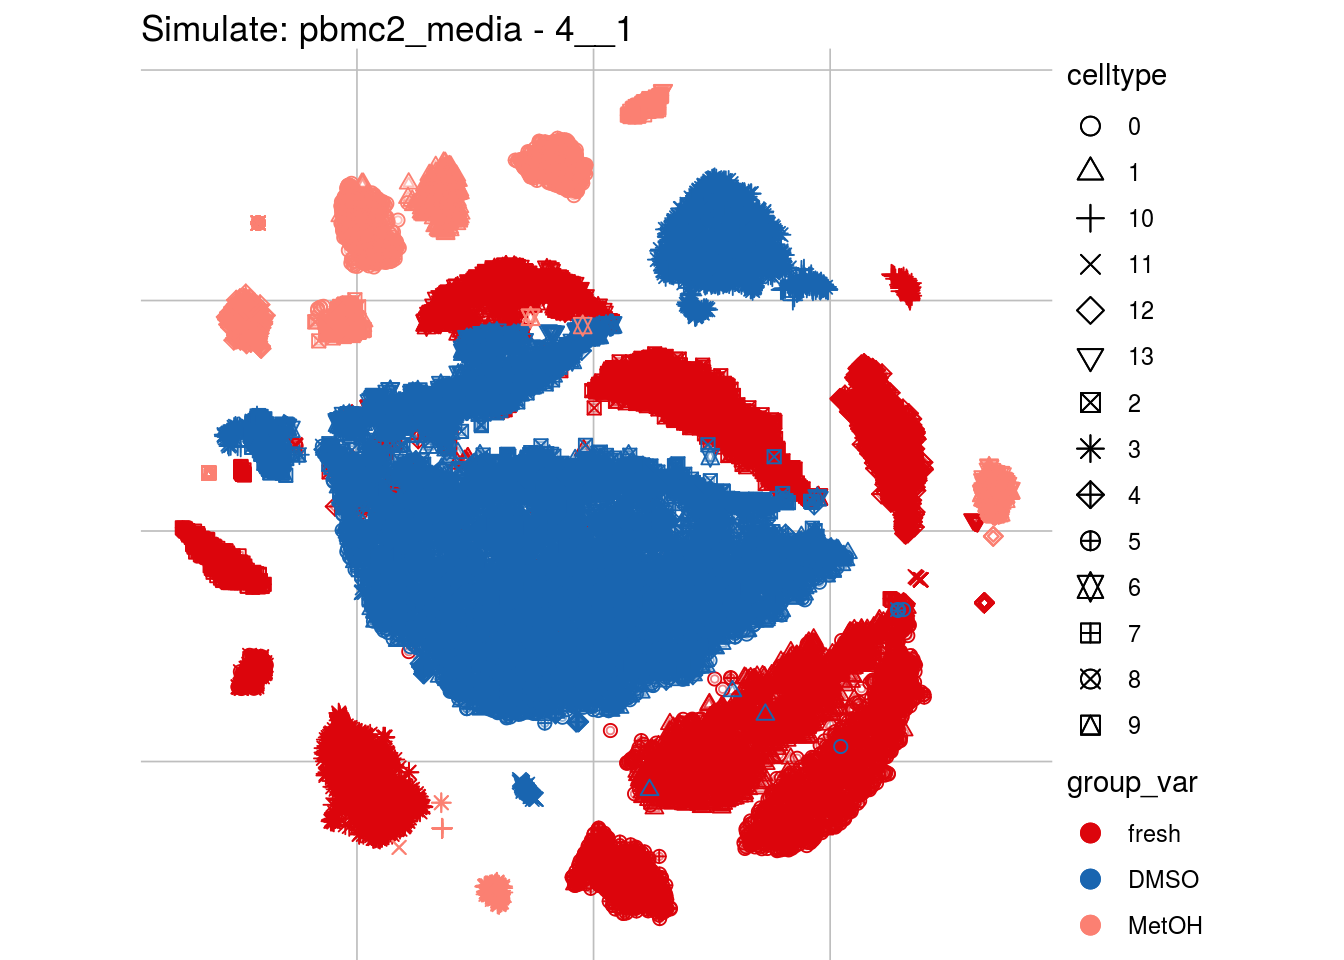 Simulate: pbmc2_media - 4__1
celltype
0
1
10
11
12
13
2
3
4
5
6
7
8
9
group_var
fresh
DMSO
MetOH